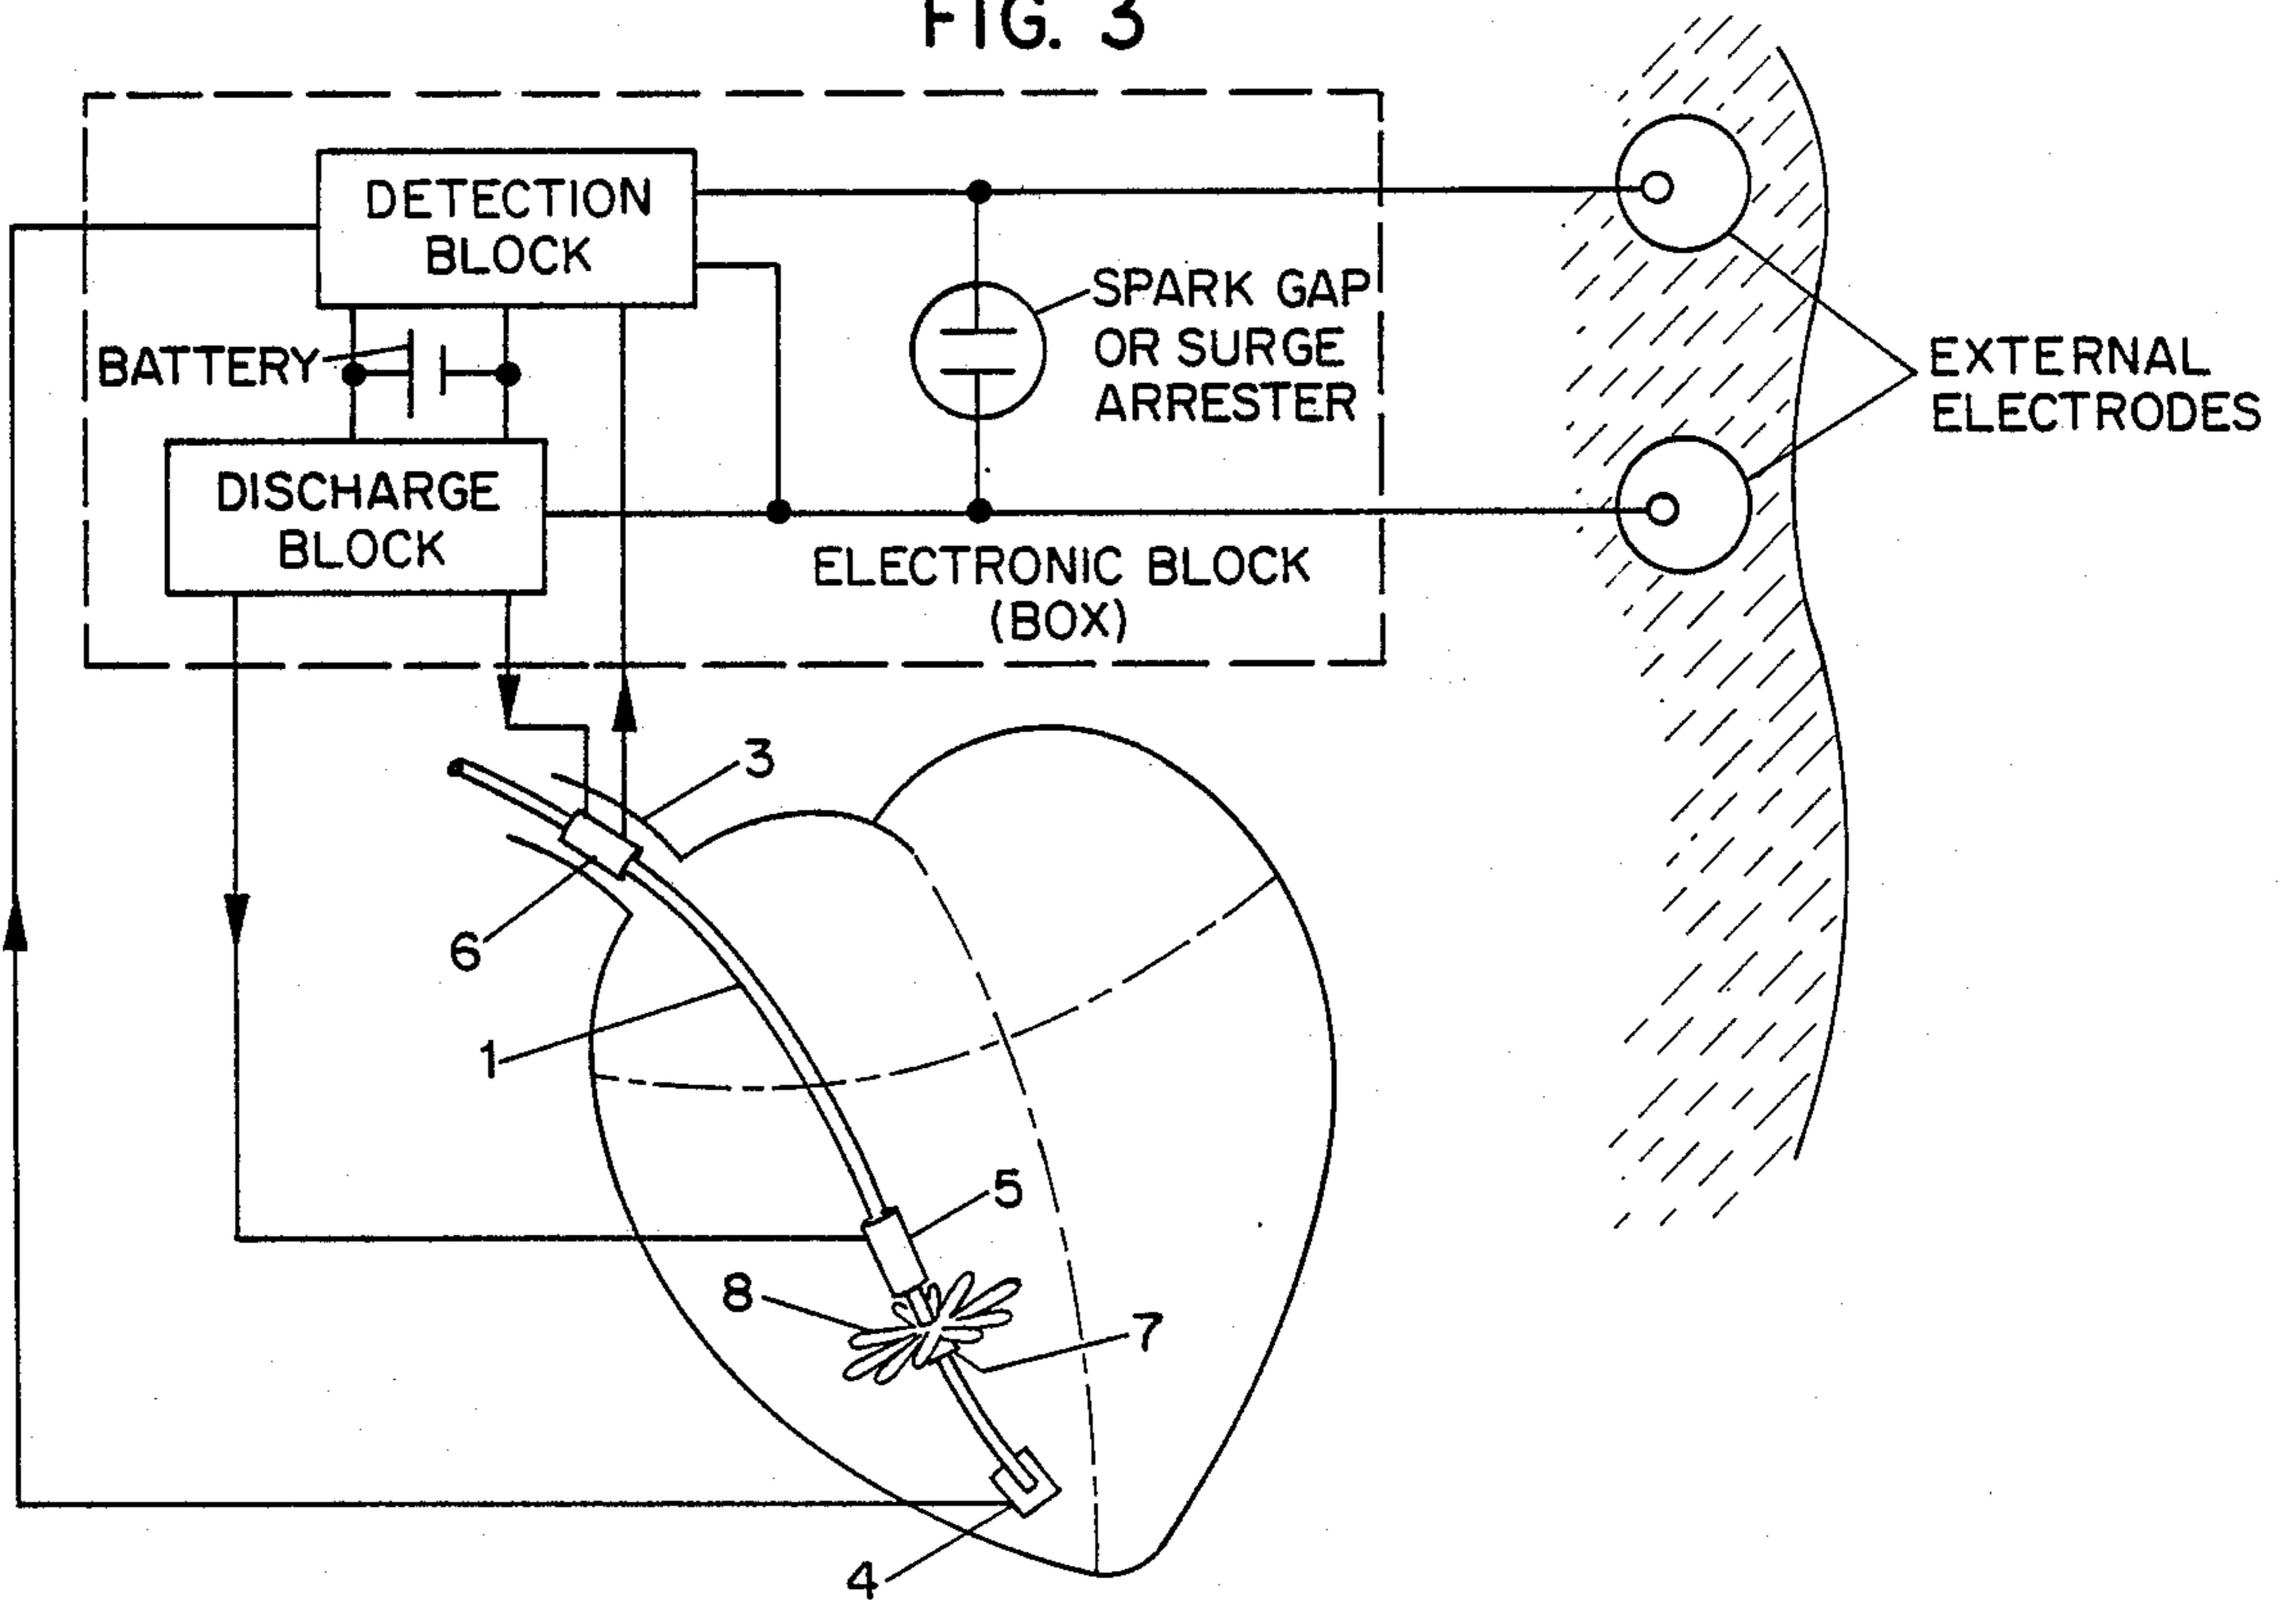 FIG. 3
DETECTION
BLOCK
SPARK GAP
OR SURGE
ARRESTER
BATTERY
EXTERNAL
ELECTRODES
DISCHARGE
BLOCK
ELECTRONIC BLOCK
(BOX)
3
6
1
5
8
7
4